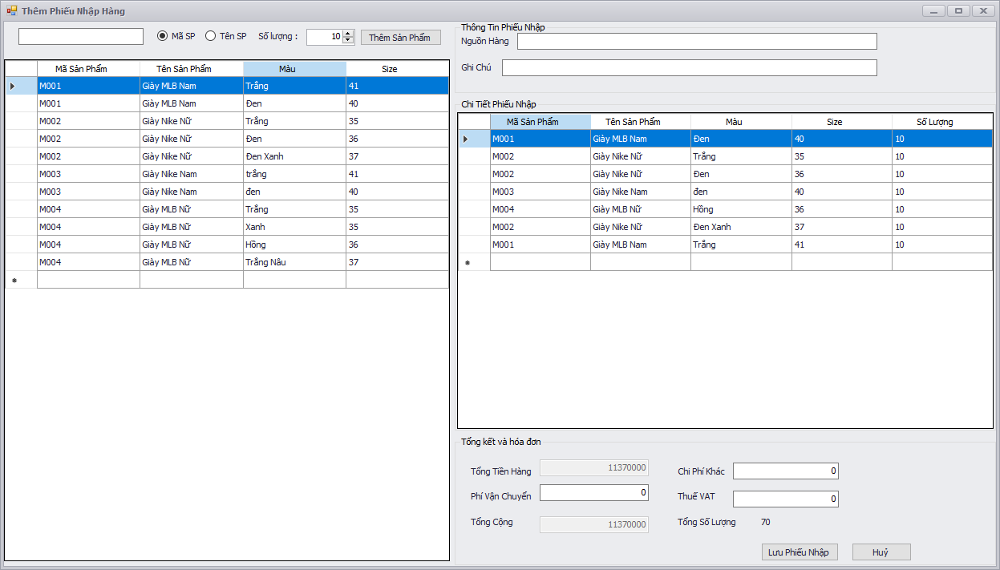 Thêm Phiếu Nhập Hàng
Mã SP Tên SP Số lượng : 10 Thêm Sản Phẩm
Mã Sản Phẩm Tên Sản Phẩm Màu Size
M001 Giày MLB Nam Trắng 41
M001 Giày MLB Nam Đen 40
M002 Giày Nike Nữ Trắng 35
M002 Giày Nike Nữ Đen 36
M002 Giày Nike Nữ Đen Xanh 37
M003 Giày Nike Nam trắng 41
M003 Giày Nike Nam đen 40
M004 Giày MLB Nữ Trắng 35
M004 Giày MLB Nữ Xanh 35
M004 Giày MLB Nữ Hồng 36
M004 Giày MLB Nữ Trắng Nâu 37
Thông Tin Phiếu Nhập
Nguồn Hàng
Ghi Chú
Chi Tiết Phiếu Nhập
Mã Sản Phẩm Tên Sản Phẩm Màu Size Số Lượng
M001 Giày MLB Nam Đen 40 10
M002 Giày Nike Nữ Trắng 35 10
M002 Giày Nike Nữ Đen 36 10
M003 Giày Nike Nam đen 40 10
M004 Giày MLB Nữ Hồng 36 10
M002 Giày Nike Nữ Đen Xanh 37 10
M001 Giày MLB Nam Trắng 41 10
Tổng kết và hóa đơn
Tổng Tiền Hàng 11370000 Chi Phí Khác 0
Phí Vận Chuyển 0 Thuế VAT 0
Tổng Cộng 11370000 Tổng Số Lượng 70
Lưu Phiếu Nhập Huỷ